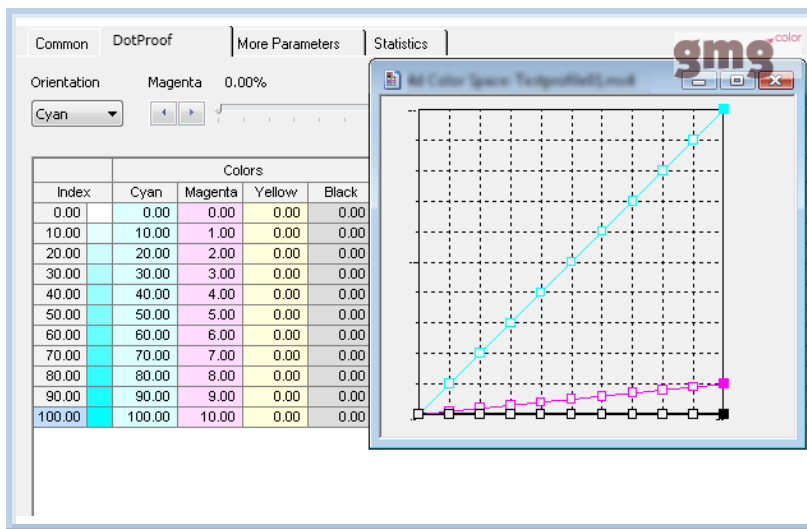 color
gmg
Common DotProof More Parameters Statistics
Orientation Magenta 0.00%
Cyan
Colors
Index Cyan Magenta Yellow Black
0.00 0.00 0.00 0.00 0.00
10.00 10.00 1.00 0.00 0.00
20.00 20.00 2.00 0.00 0.00
30.00 30.00 3.00 0.00 0.00
40.00 40.00 4.00 0.00 0.00
50.00 50.00 5.00 0.00 0.00
60.00 60.00 6.00 0.00 0.00
70.00 70.00 7.00 0.00 0.00
80.00 80.00 8.00 0.00 0.00
90.00 90.00 9.00 0.00 0.00
100.00 100.00 10.00 0.00 0.00